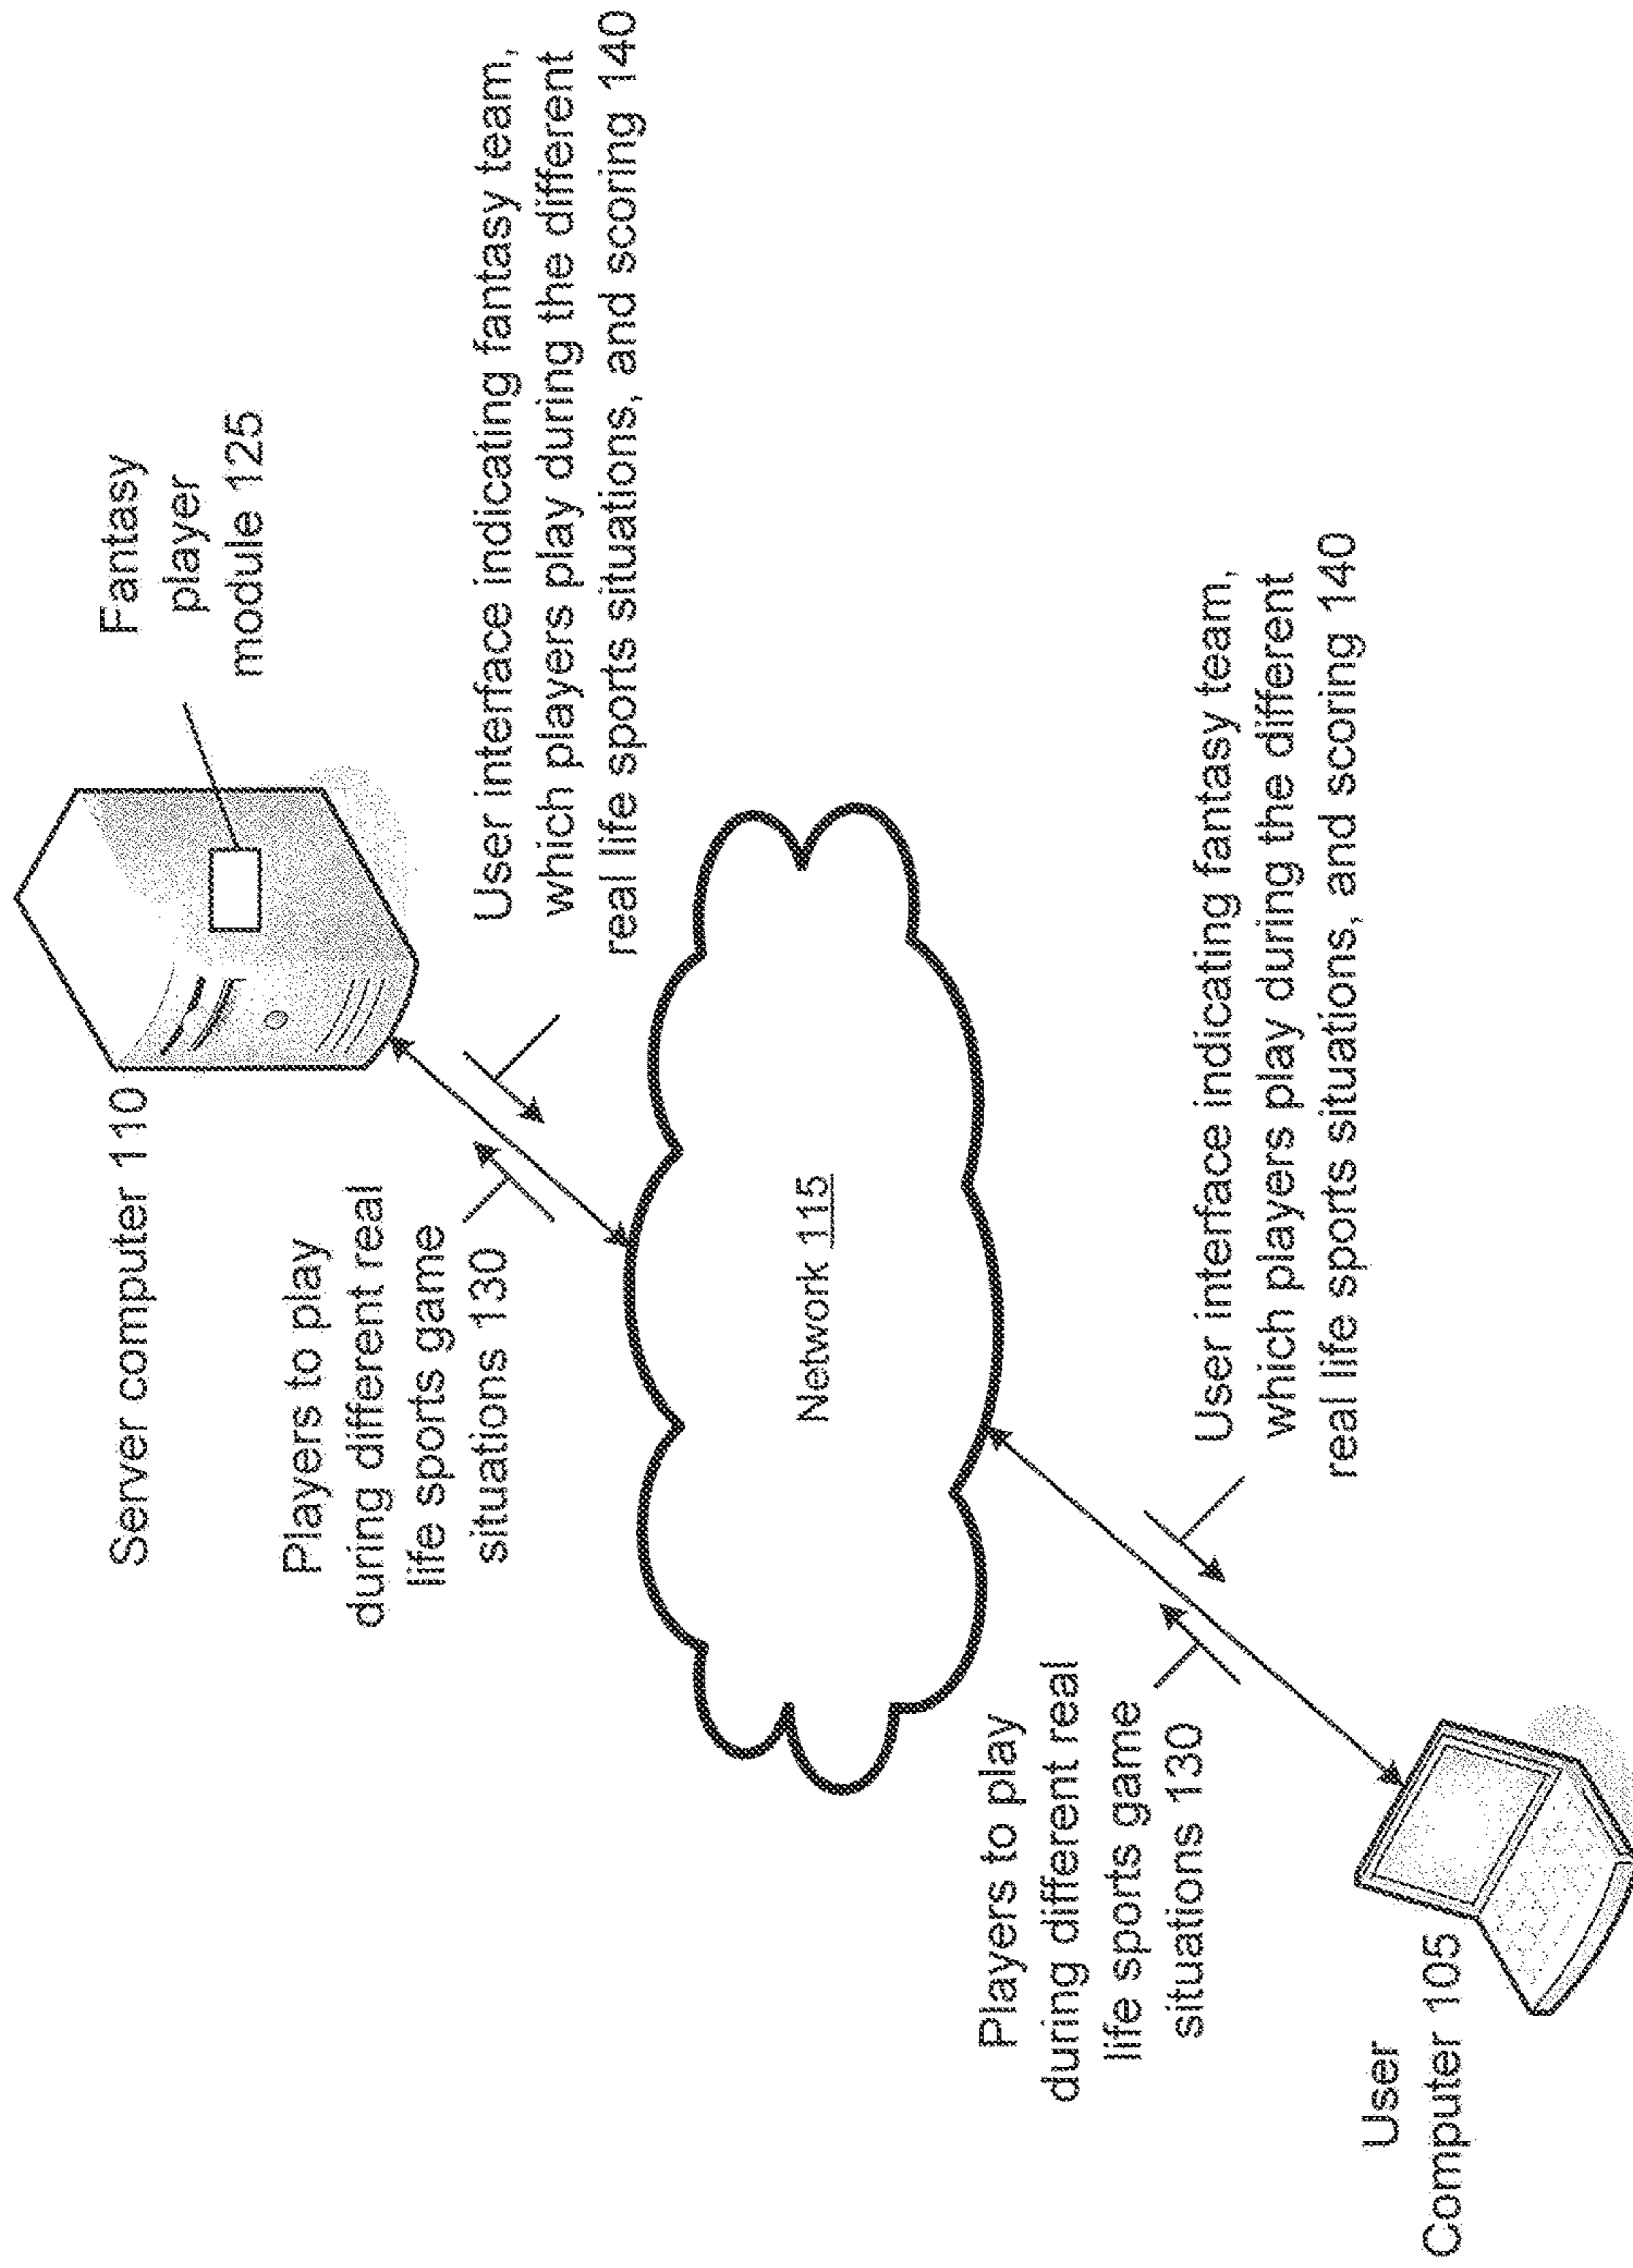 Server computer 110
Fantasy
player
module 125
Players to play
during different real
life sports game
situations 130
User interface indicating fantasy team,
which players play during the different
real life sports situations, and scoring 140
Network 115
Players to play
during different real
life sports game
situations 130
User interface indicating fantasy team,
which players play during the different
real life sports situations, and scoring 140
User
Computer 105